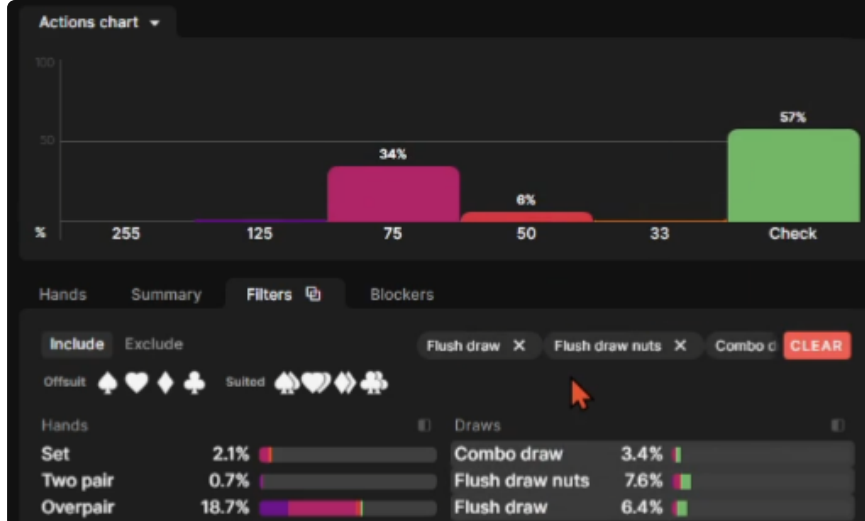 Actions chart
100
57%
50
34%
6%
% 255 125 75 50 33 Check
Hands Summary Filters Blockers
Include Exclude Flush draw × Flush draw nuts × Combo d CLEAR
Offsuit Suited
Hands Draws
Set 2.1% Combo draw 3.4%
Two pair 0.7% Flush draw nuts 7.6%
Overpair 18.7% Flush draw 6.4%